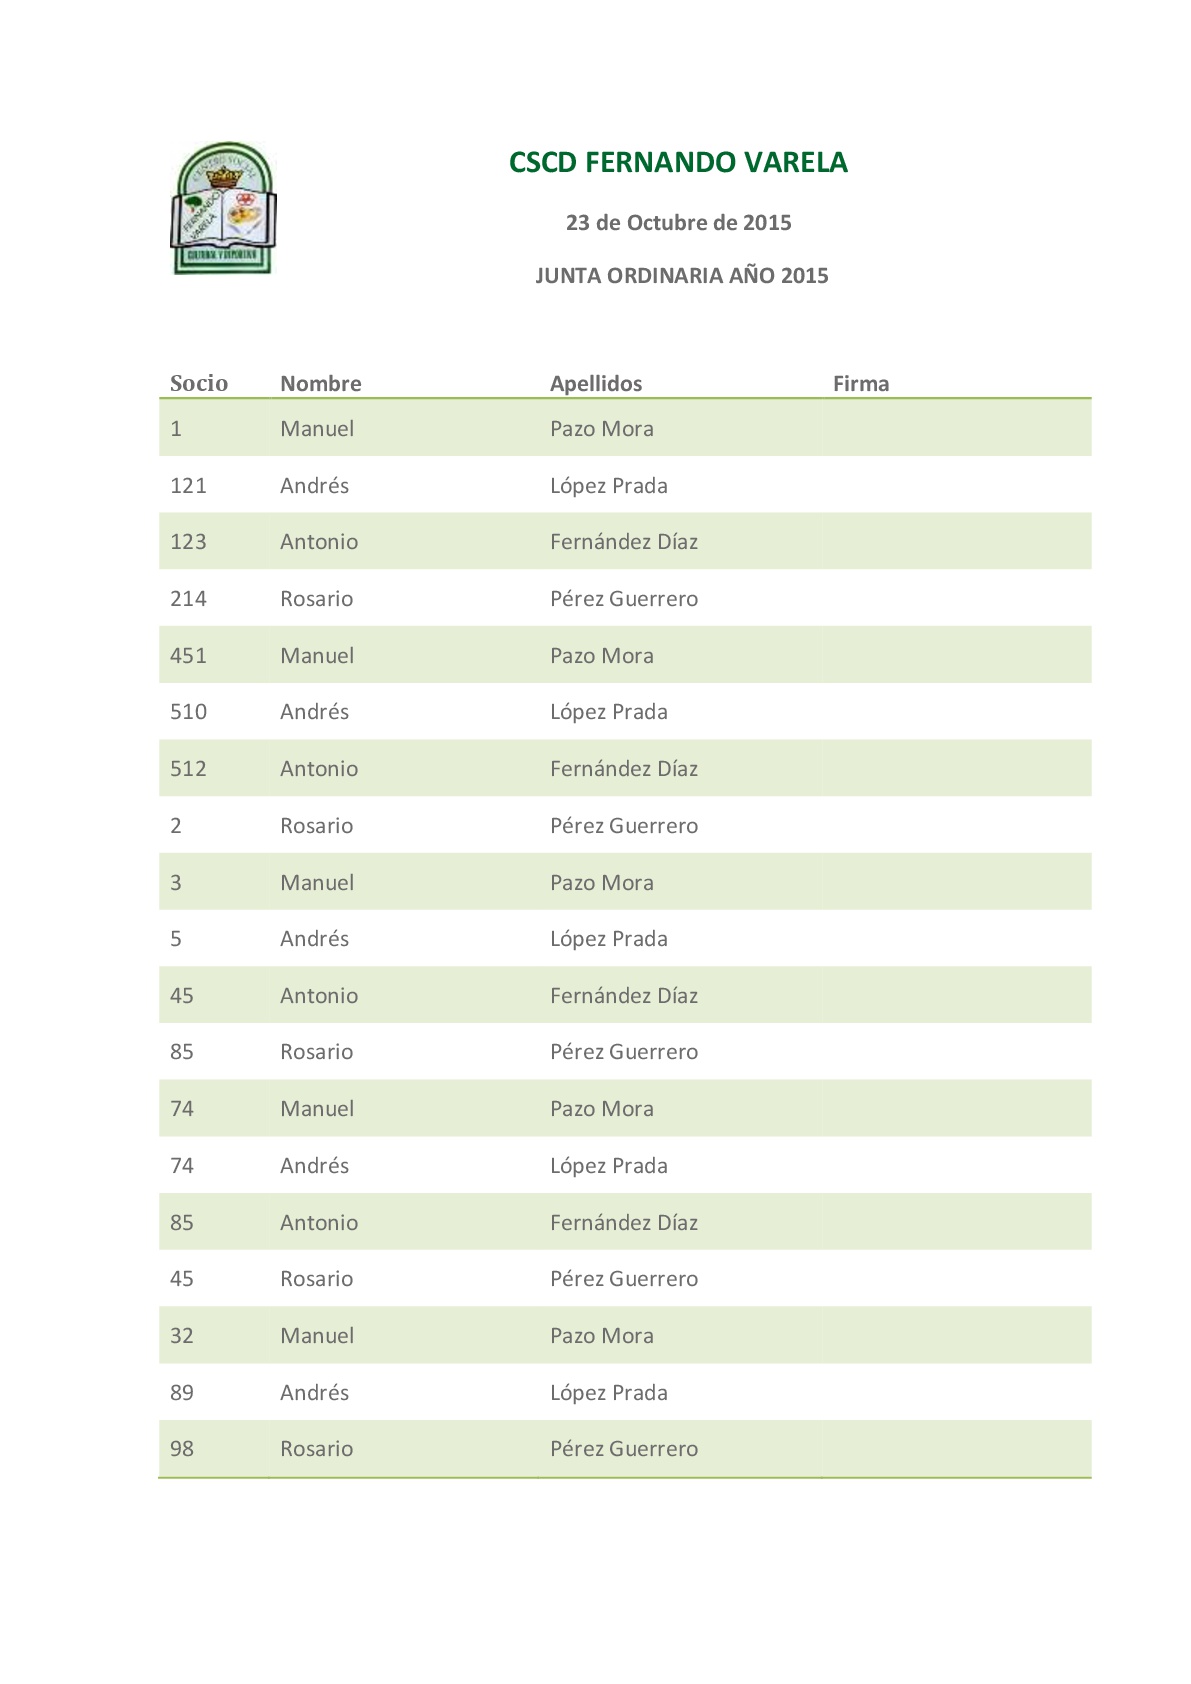 CENTRO SOCIAL
FERNANDO
VARELA
CULTURAL Y DEPORTIVO
CSCD FERNANDO VARELA
23 de Octubre de 2015
JUNTA ORDINARIA AÑO 2015
Socio Nombre Apellidos Firma
1 Manuel Pazo Mora
121 Andrés López Prada
123 Antonio Fernández Díaz
214 Rosario Pérez Guerrero
451 Manuel Pazo Mora
510 Andrés López Prada
512 Antonio Fernández Díaz
2 Rosario Pérez Guerrero
3 Manuel Pazo Mora
5 Andrés López Prada
45 Antonio Fernández Díaz
85 Rosario Pérez Guerrero
74 Manuel Pazo Mora
74 Andrés López Prada
85 Antonio Fernández Díaz
45 Rosario Pérez Guerrero
32 Manuel Pazo Mora
89 Andrés López Prada
98 Rosario Pérez Guerrero